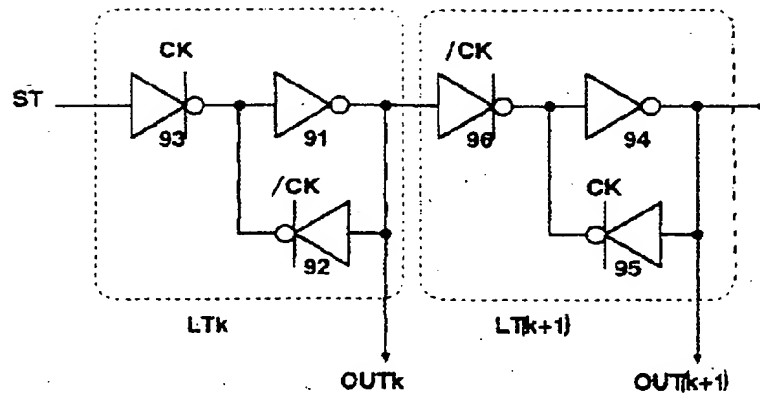 CK
/CK
ST
93
91
96
94
/CK
CK
92
95
LTk
LT(k+1)
OUTk
OUT(k+1)